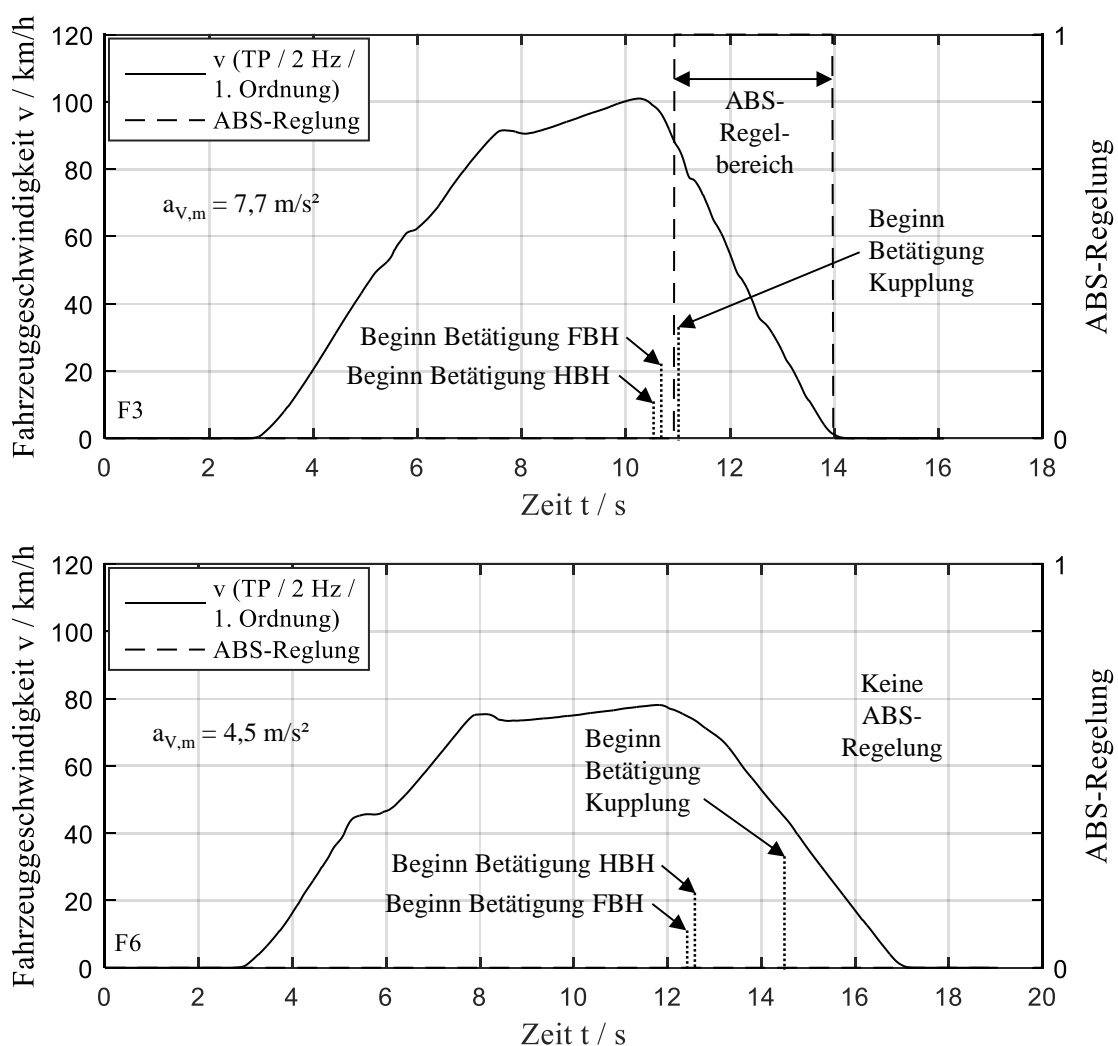 120
100
80
60
40
20
0
Fahrzeuggeschwindigkeit v / km/h
v (TP / 2 Hz /
1. Ordnung)
ABS-Reglung
a_V,m = 7,7 m/s²
ABS-
Regel-
bereich
Beginn
Betätigung
Kupplung
Beginn Betätigung FBH
Beginn Betätigung HBH
F3
1
0
ABS-Regelung
0 2 4 6 8 10 12 14 16 18
Zeit t / s
120
100
80
60
40
20
0
Fahrzeuggeschwindigkeit v / km/h
v (TP / 2 Hz /
1. Ordnung)
ABS-Reglung
a_V,m = 4,5 m/s²
Keine
ABS-
Regelung
Beginn
Betätigung
Kupplung
Beginn Betätigung HBH
Beginn Betätigung FBH
F6
1
0
ABS-Regelung
0 2 4 6 8 10 12 14 16 18 20
Zeit t / s